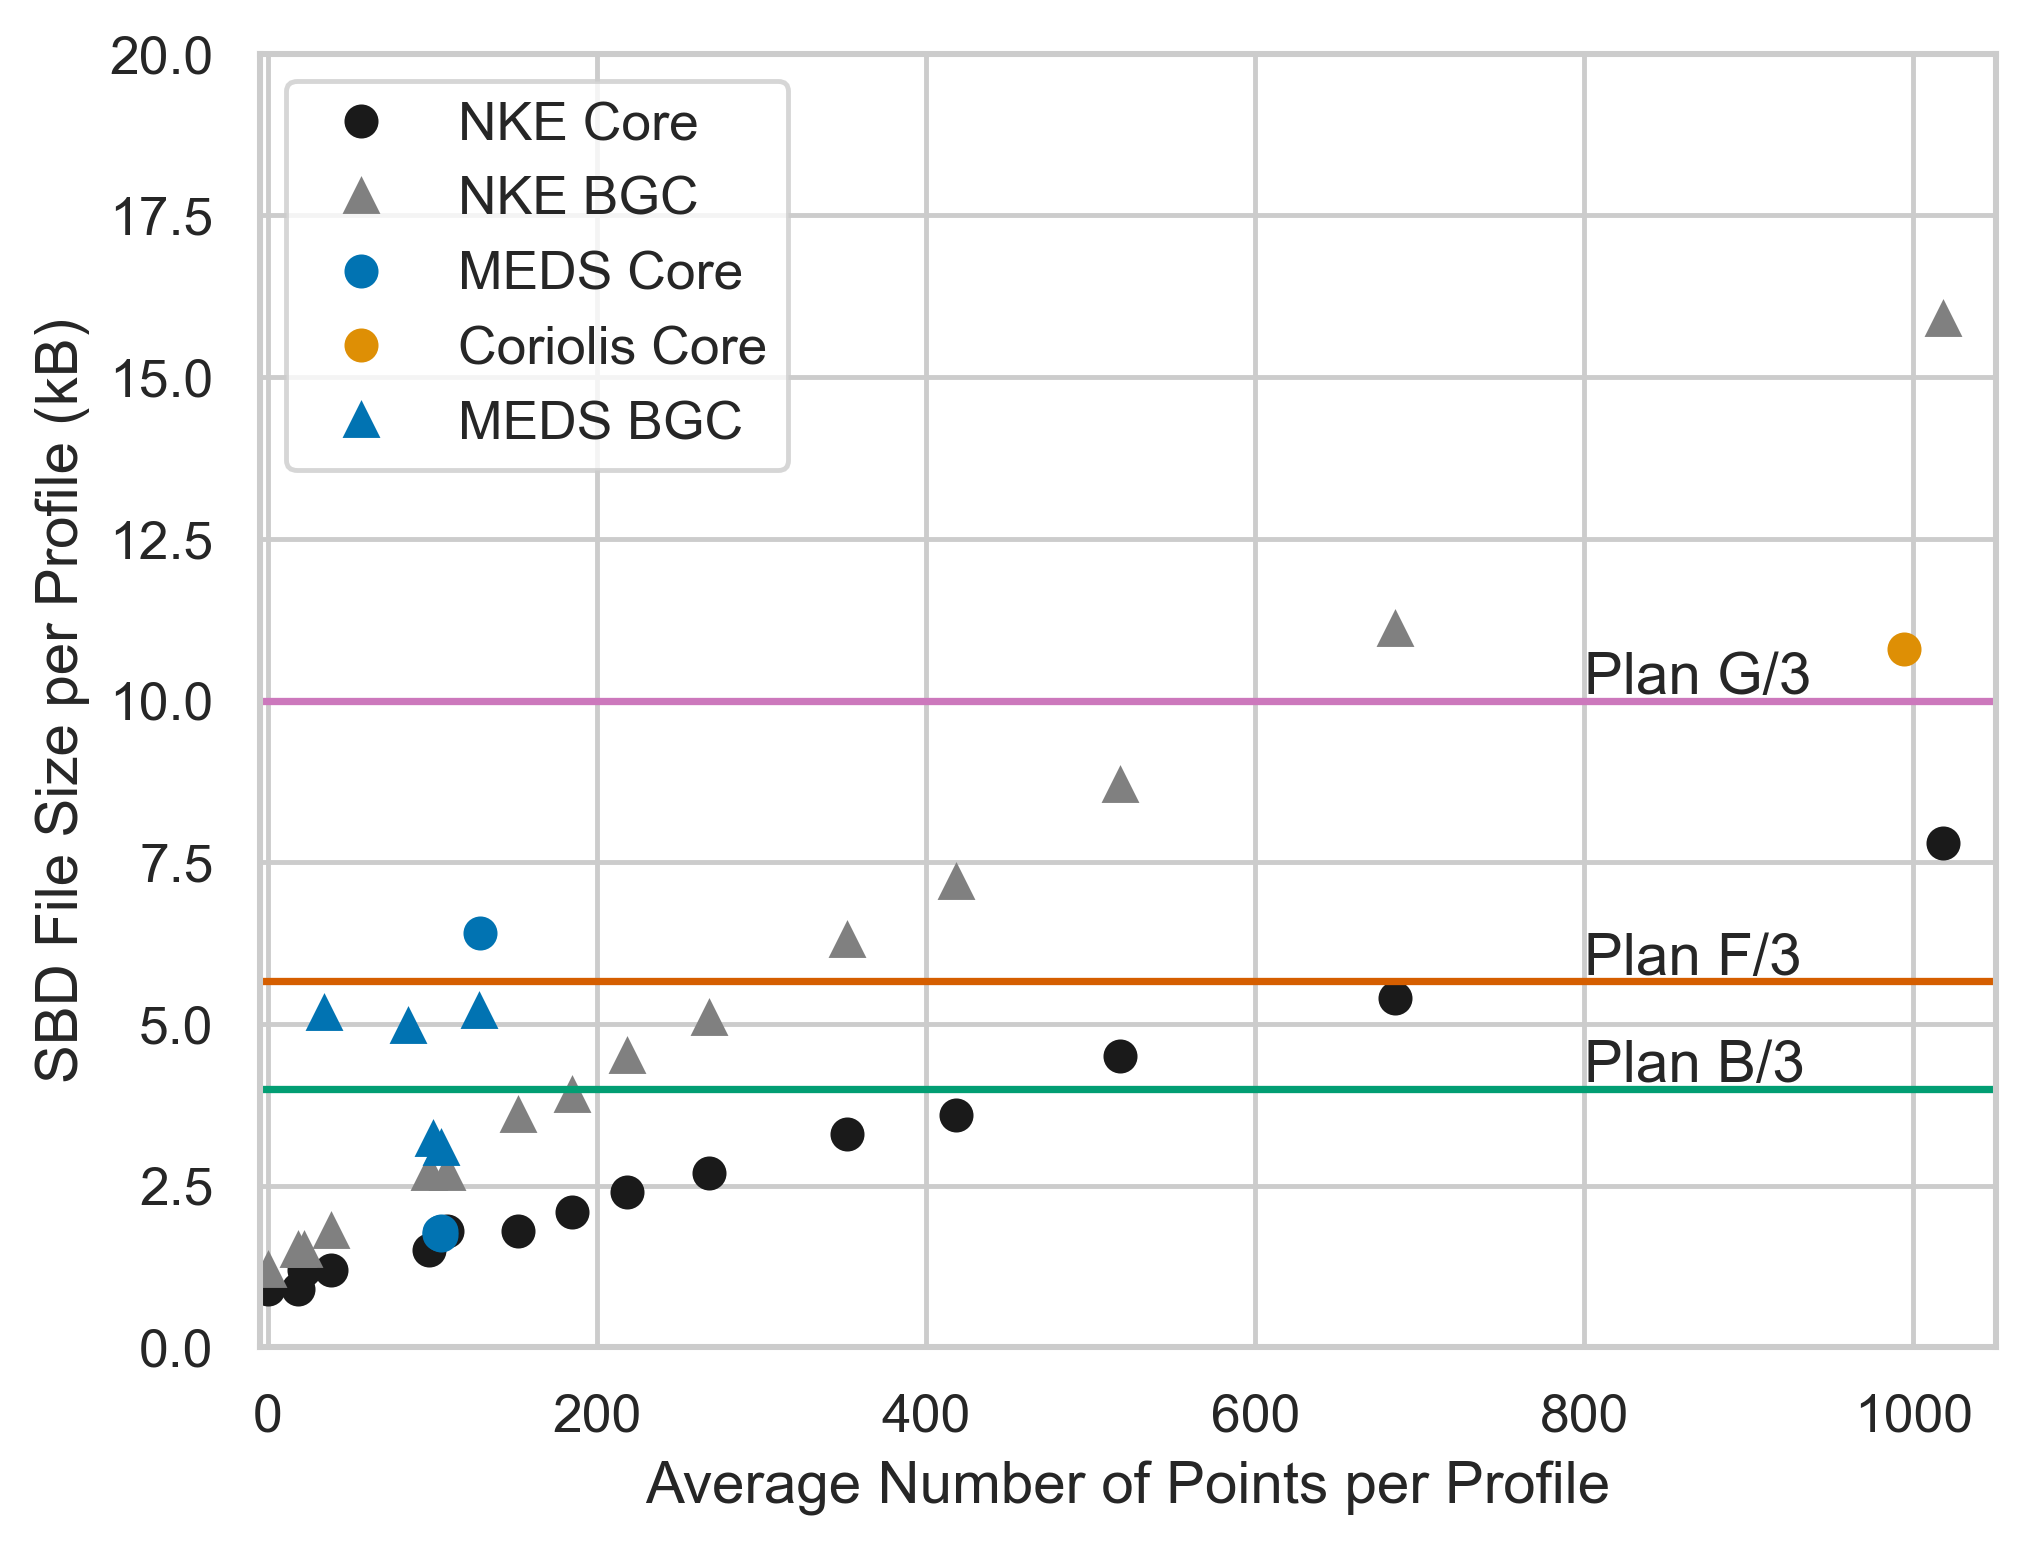 20.0
17.5
15.0
12.5
10.0
7.5
5.0
2.5
0.0
SBD File Size per Profile (kB)
NKE Core
NKE BGC
MEDS Core
Coriolis Core
MEDS BGC
Plan G/3
Plan F/3
Plan B/3
0 200 400 600 800 1000
Average Number of Points per Profile